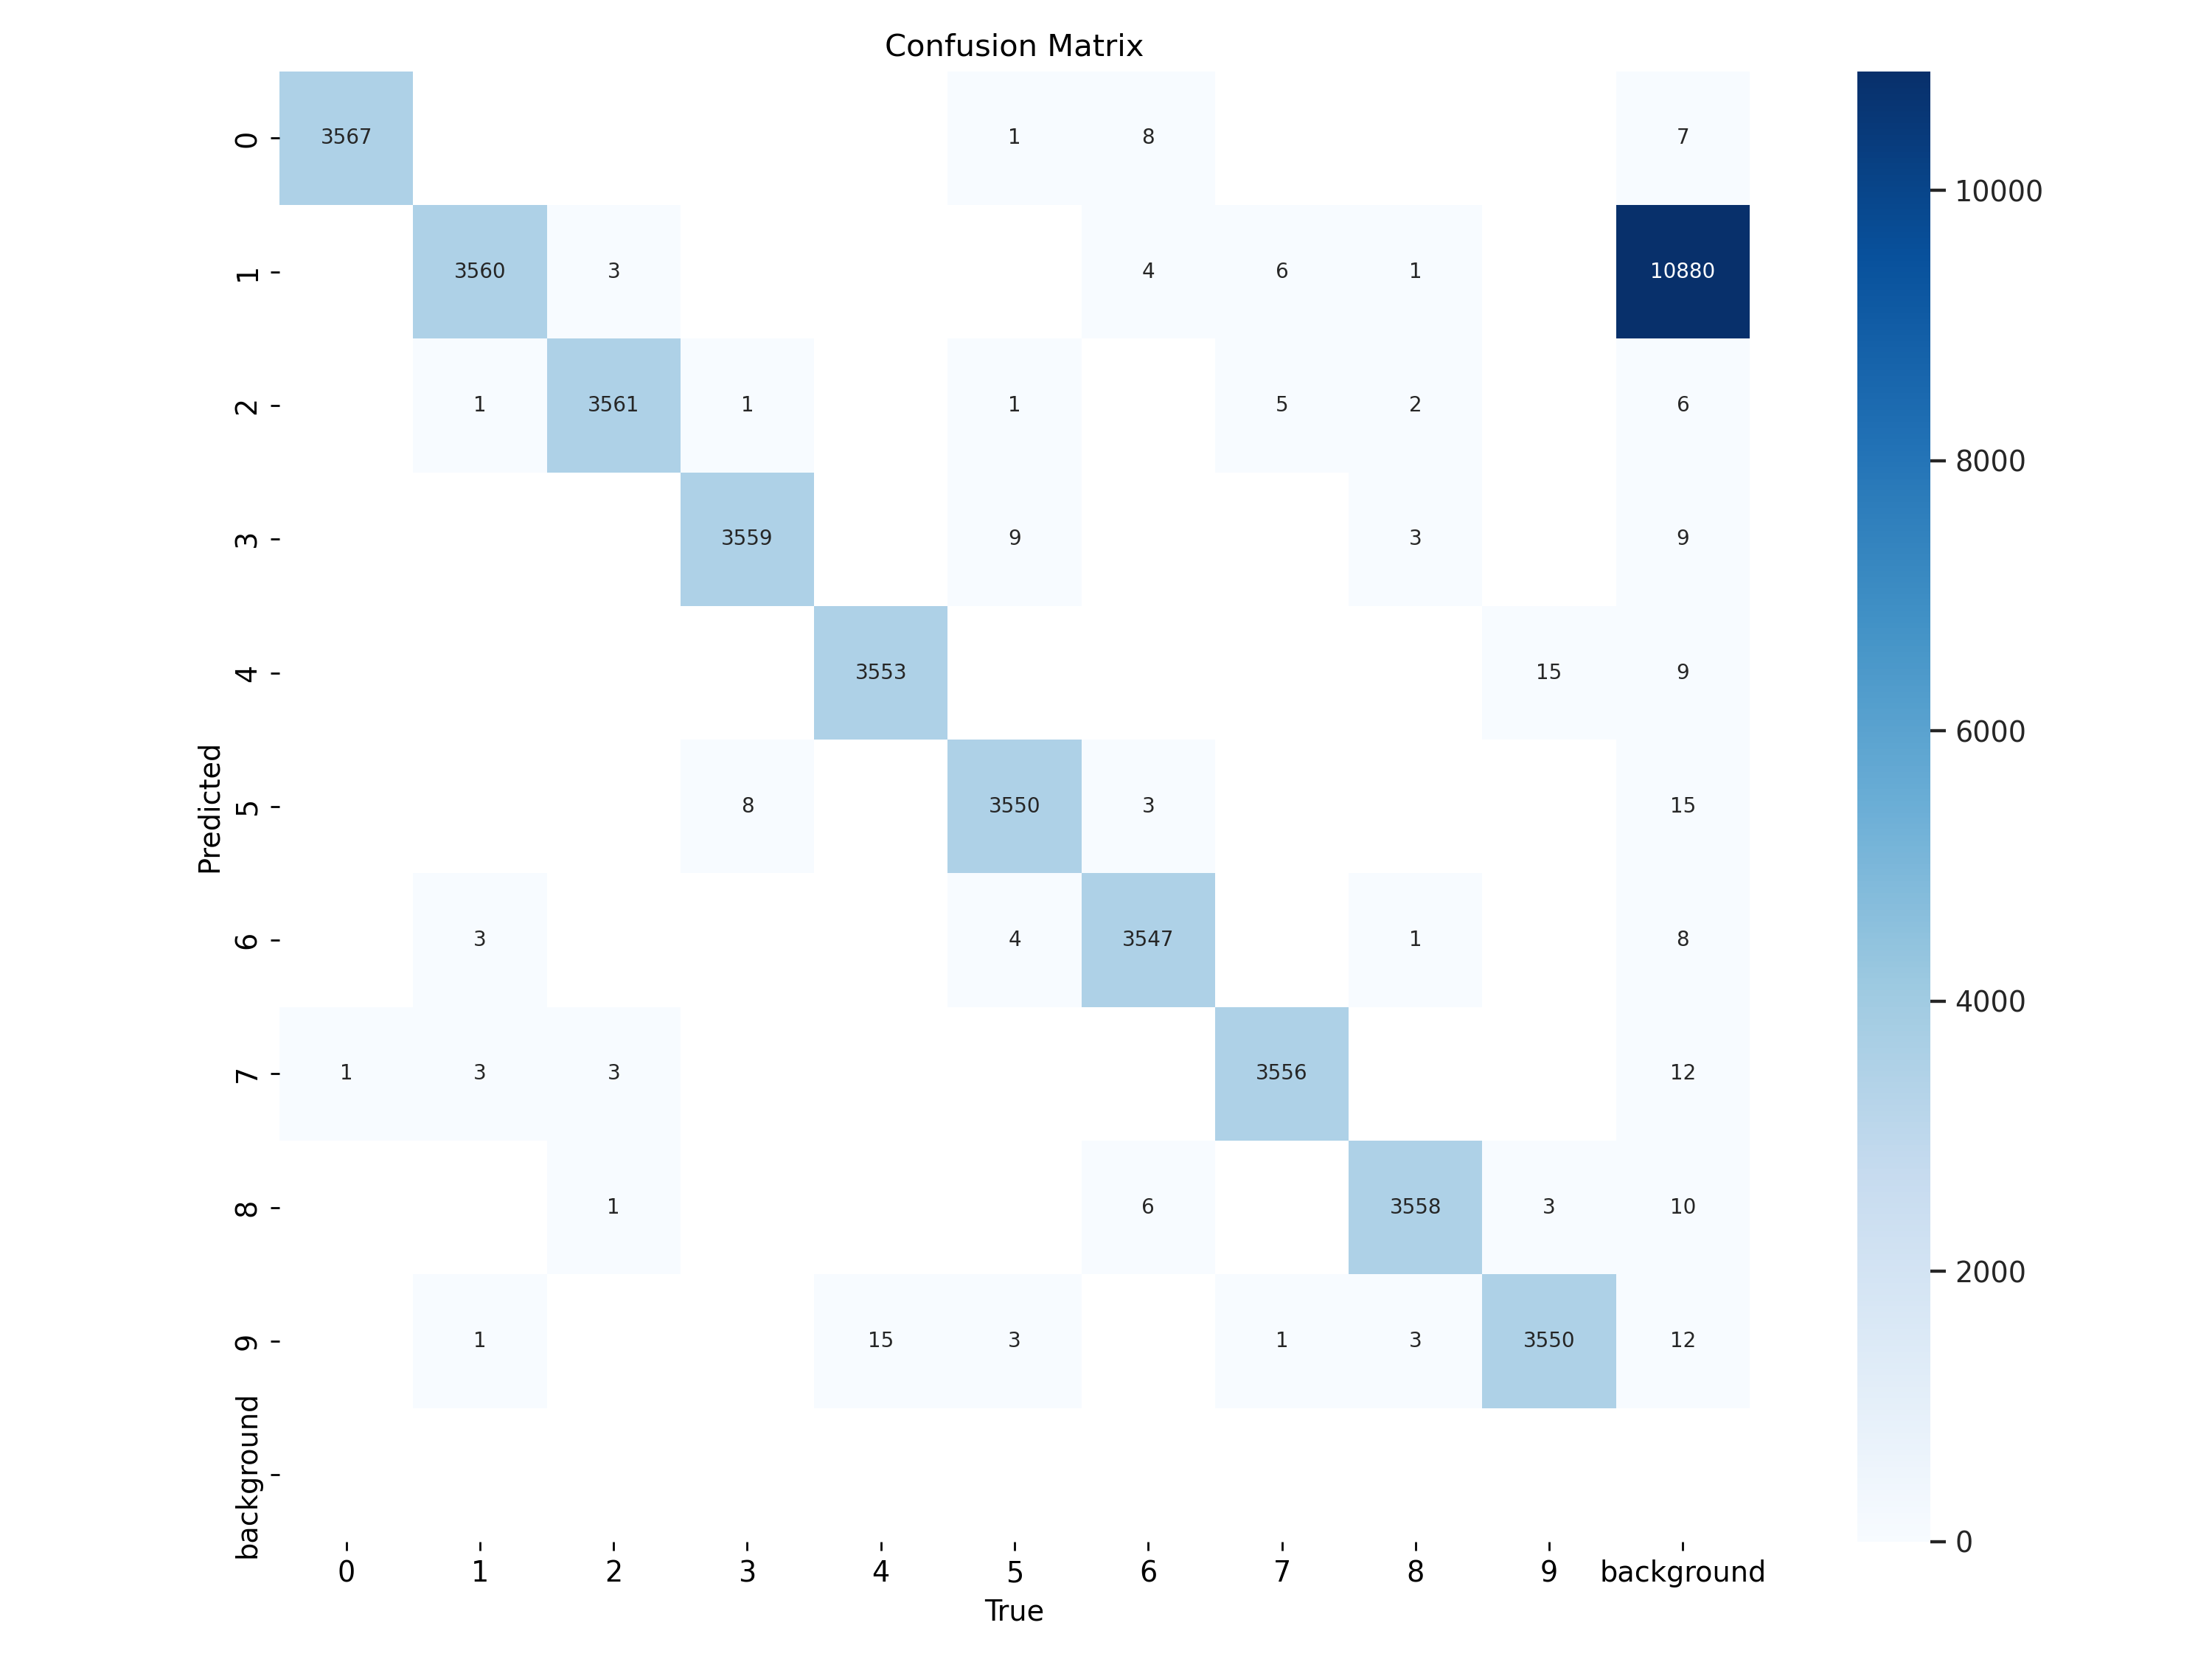 Confusion Matrix
0 3567 1 8 7
1 3560 3 4 6 1 10880
2 1 3561 1 1 5 2 6
3 3559 9 3 9
4 3553 15 9
5 8 3550 3 15
6 3 4 3547 1 8
7 1 3 3 3556 12
8 1 6 3558 3 10
9 1 15 3 1 3 3550 12
background
Predicted
0 1 2 3 4 5 6 7 8 9 background
True
10000
8000
6000
4000
2000
0